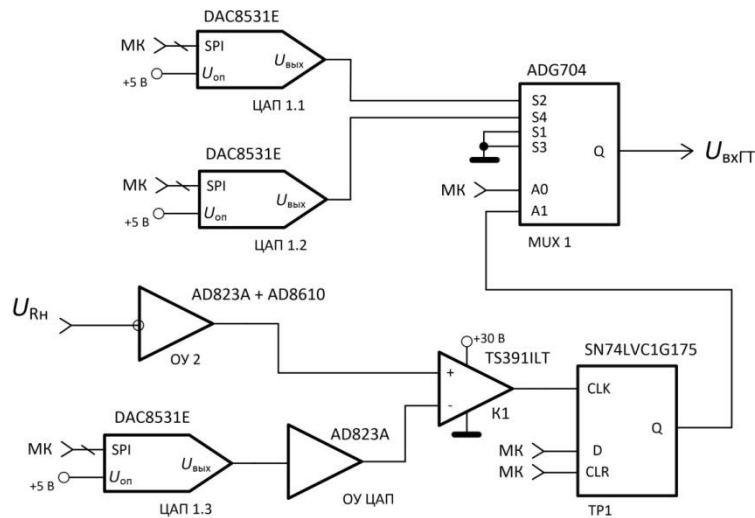 DAC8531E
МК
SPI
Uвых
+5 В
Uоп
ЦАП 1.1
ADG704
S2
S4
S1
S3
Q
UвхГТ
МК
A0
A1
MUX 1
DAC8531E
МК
SPI
Uвых
+5 В
Uоп
ЦАП 1.2
AD823A + AD8610
URн
ОУ 2
+30 В
TS391ILT
+
-
К1
SN74LVC1G175
CLK
Q
МК
D
МК
CLR
ТР1
DAC8531E
МК
SPI
Uвых
+5 В
Uоп
ЦАП 1.3
AD823A
ОУ ЦАП